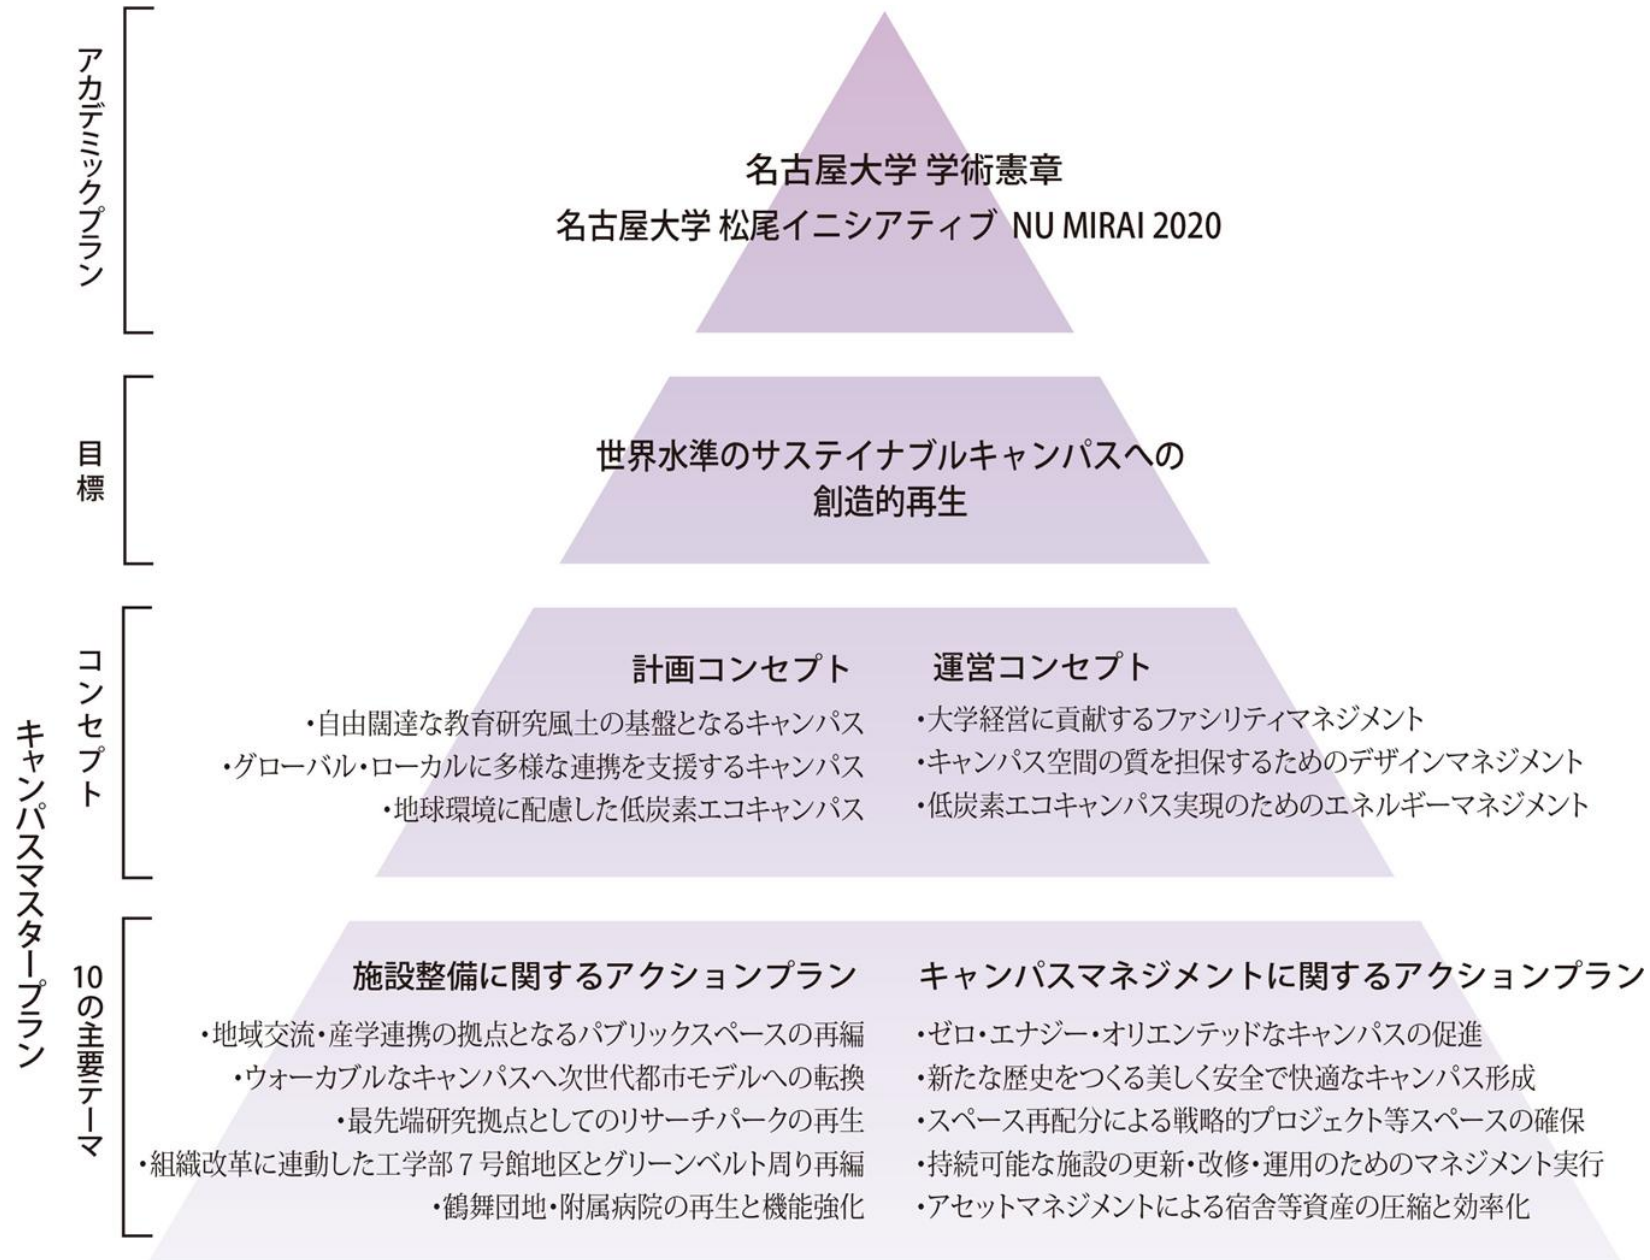 アカデミックプラン
名古屋大学 学術憲章
名古屋大学 松尾イニシアティブ NU MIRAI 2020
目標
世界水準のサステイナブルキャンパスへの
創造的再生
キャンパスマスタープラン
コンセプト
計画コンセプト
・自由闊達な教育研究風土の基盤となるキャンパス
・グローバル・ローカルに多様な連携を支援するキャンパス
・地球環境に配慮した低炭素エコキャンパス
運営コンセプト
・大学経営に貢献するファシリティマネジメント
・キャンパス空間の質を担保するためのデザインマネジメント
・低炭素エコキャンパス実現のためのエネルギーマネジメント
10の主要テーマ
施設整備に関するアクションプラン
・地域交流・産学連携の拠点となるパブリックスペースの再編
・ウォーカブルなキャンパスへ次世代都市モデルへの転換
・最先端研究拠点としてのリサーチパークの再生
・組織改革に連動した工学部7号館地区とグリーンベルト周り再編
・鶴舞団地・附属病院の再生と機能強化
キャンパスマネジメントに関するアクションプラン
・ゼロ・エナジー・オリエンテッドなキャンパスの促進
・新たな歴史をつくる美しく安全で快適なキャンパス形成
・スペース再配分による戦略的プロジェクト等スペースの確保
・持続可能な施設の更新・改修・運用のためのマネジメント実行
・アセットマネジメントによる宿舎等資産の圧縮と効率化